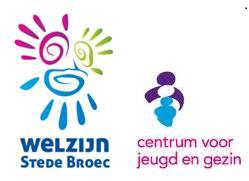 WELZIJN
STEDE BROEC
centrum voor
jeugd en gezin